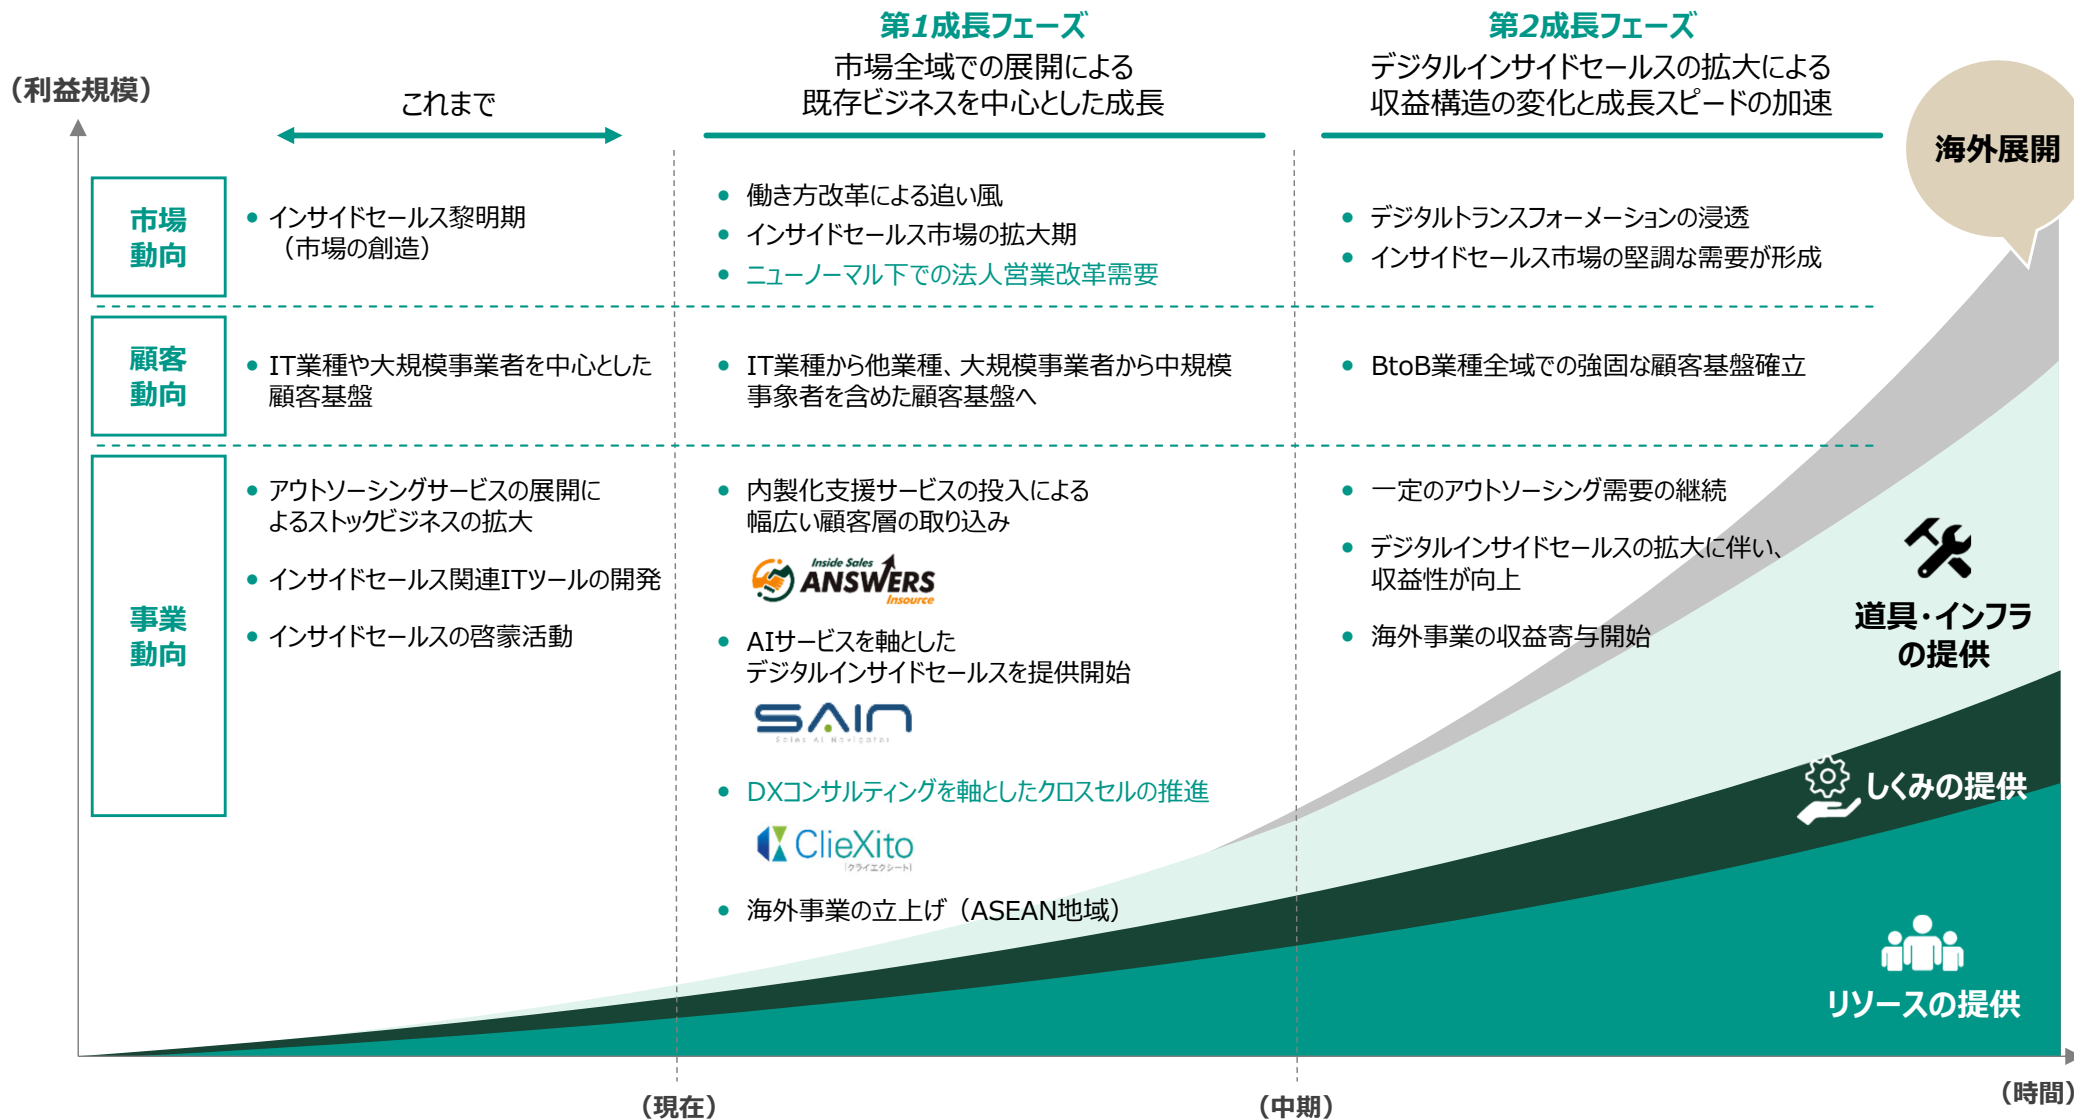 第1成長フェーズ
市場全域での展開による
既存ビジネスを中心とした成長
第2成長フェーズ
デジタルインサイドセールスの拡大による
収益構造の変化と成長スピードの加速
（利益規模）
これまで
海外展開
市場
動向
• インサイドセールス黎明期
（市場の創造）
• 働き方改革による追い風
• インサイドセールス市場の拡大期
• ニューノーマル下での法人営業改革需要
• デジタルトランスフォーメーションの浸透
• インサイドセールス市場の堅調な需要が形成
顧客
動向
• IT業種や大規模事業者を中心とした
顧客基盤
• IT業種から他業種、大規模事業者から中規模
事象者を含めた顧客基盤へ
• BtoB業種全域での強固な顧客基盤確立
事業
動向
• アウトソーシングサービスの展開に
よるストックビジネスの拡大
• インサイドセールス関連ITツールの開発
• インサイドセールスの啓蒙活動
• 内製化支援サービスの投入による
幅広い顧客層の取り込み
Inside Sales
ANSWERS
Insource
• AIサービスを軸とした
デジタルインサイドセールスを提供開始
SAIN
Sales AI Navigator
• DXコンサルティングを軸としたクロスセルの推進
ClieXito
[クライエクシート]
• 海外事業の立上げ（ASEAN地域）
• 一定のアウトソーシング需要の継続
• デジタルインサイドセールスの拡大に伴い、
収益性が向上
• 海外事業の収益寄与開始
道具・インフラ
の提供
しくみの提供
リソースの提供
（現在）
（中期）
（時間）